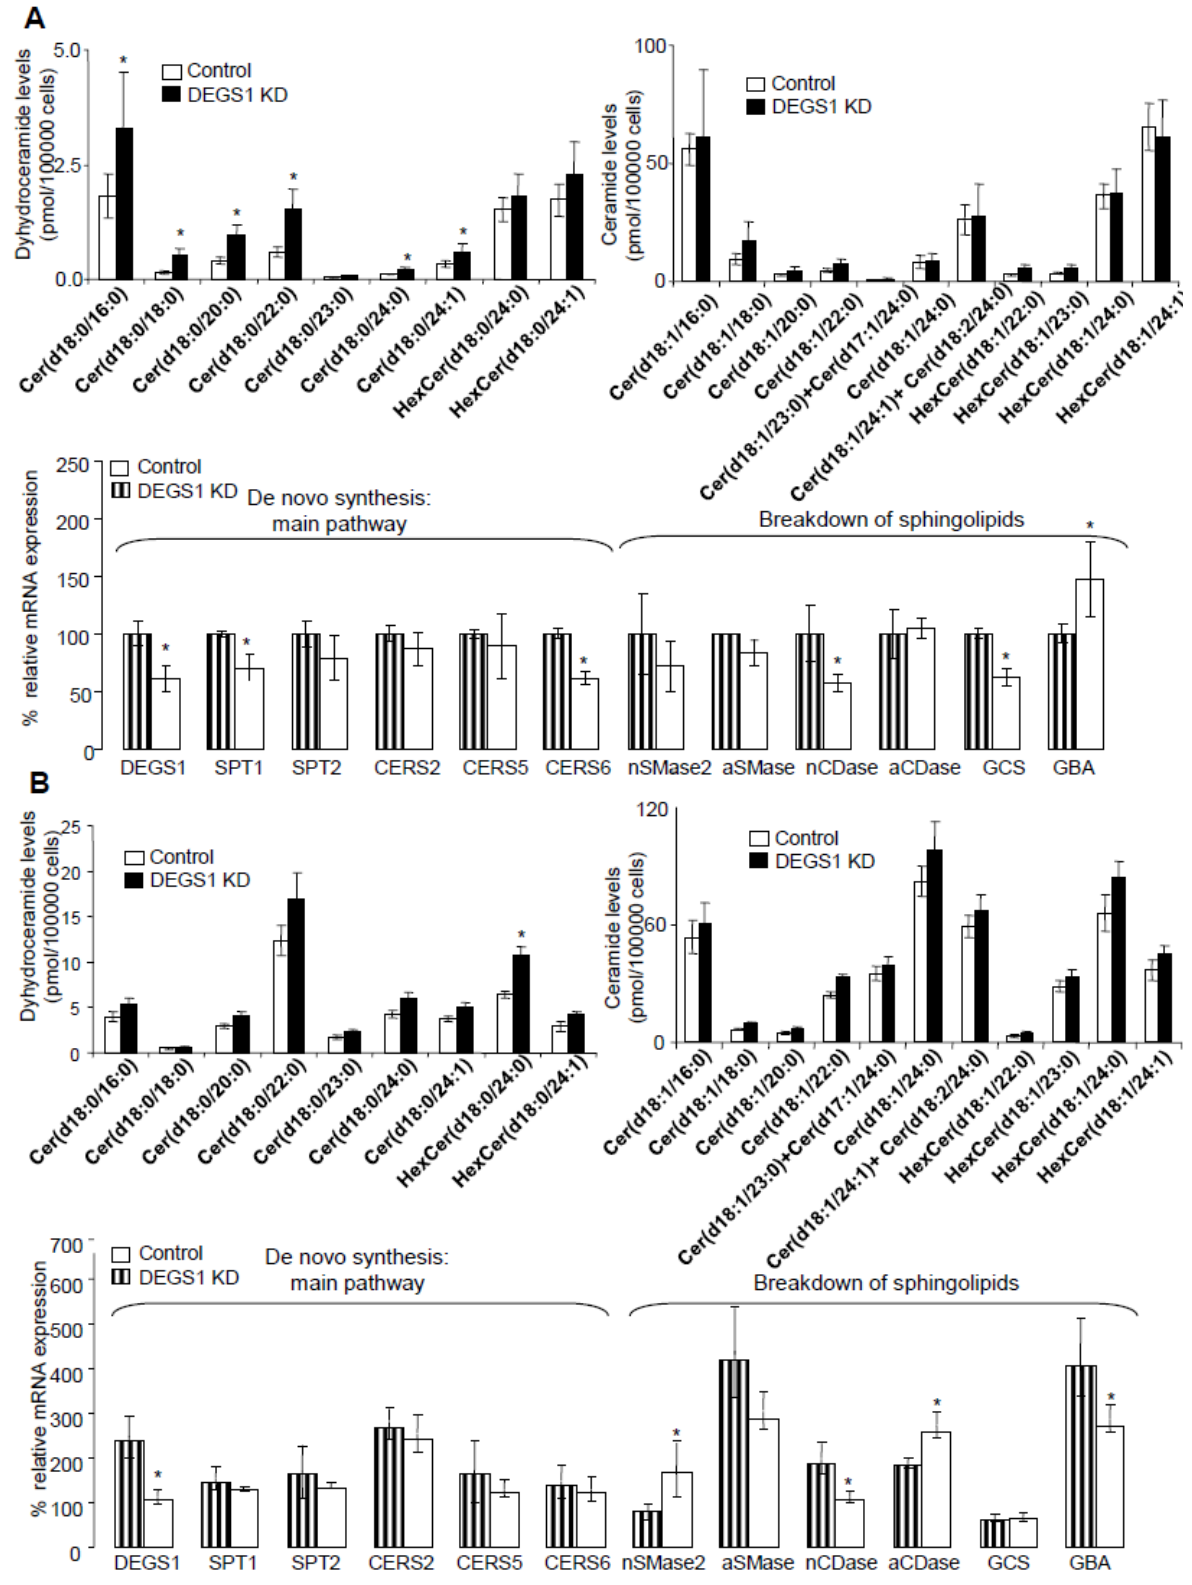 A
Dyhydroceramide levels
(pmol/100000 cells)
5.0
2.5
0.0
Control
DEGS1 KD
* * * * * *
Cer(d18:0/16:0)
Cer(d18:0/18:0)
Cer(d18:0/20:0)
Cer(d18:0/22:0)
Cer(d18:0/23:0)
Cer(d18:0/24:0)
Cer(d18:0/24:1)
HexCer(d18:0/24:0)
HexCer(d18:0/24:1)
Ceramide levels
(pmol/100000 cells)
100
50
0
Control
DEGS1 KD
Cer(d18:1/16:0)
Cer(d18:1/18:0)
Cer(d18:1/20:0)
Cer(d18:1/22:0)
Cer(d18:1/23:0)+Cer(d17:1/24:0)
Cer(d18:1/24:0)
Cer(d18:1/24:1)+ Cer(d18:2/24:0)
HexCer(d18:1/22:0)
HexCer(d18:1/23:0)
HexCer(d18:1/24:0)
HexCer(d18:1/24:1)
% relative mRNA expression
250
200
150
100
50
0
Control
DEGS1 KD
De novo synthesis:
main pathway
Breakdown of sphingolipids
* * * * * *
DEGS1 SPT1 SPT2 CERS2 CERS5 CERS6 nSMase2 aSMase nCDase aCDase GCS GBA
B
Dyhydroceramide levels
(pmol/100000 cells)
25
20
15
10
5
0
Control
DEGS1 KD
*
Cer(d18:0/16:0)
Cer(d18:0/18:0)
Cer(d18:0/20:0)
Cer(d18:0/22:0)
Cer(d18:0/23:0)
Cer(d18:0/24:0)
Cer(d18:0/24:1)
HexCer(d18:0/24:0)
HexCer(d18:0/24:1)
Ceramide levels
(pmol/100000 cells)
120
60
0
Control
DEGS1 KD
Cer(d18:1/16:0)
Cer(d18:1/18:0)
Cer(d18:1/20:0)
Cer(d18:1/22:0)
Cer(d18:1/23:0)+Cer(d17:1/24:0)
Cer(d18:1/24:0)
Cer(d18:1/24:1)+ Cer(d18:2/24:0)
HexCer(d18:1/22:0)
HexCer(d18:1/23:0)
HexCer(d18:1/24:0)
HexCer(d18:1/24:1)
% relative mRNA expression
700
600
500
400
300
200
100
0
Control
DEGS1 KD
De novo synthesis:
main pathway
Breakdown of sphingolipids
* * * * *
DEGS1 SPT1 SPT2 CERS2 CERS5 CERS6 nSMase2 aSMase nCDase aCDase GCS GBA